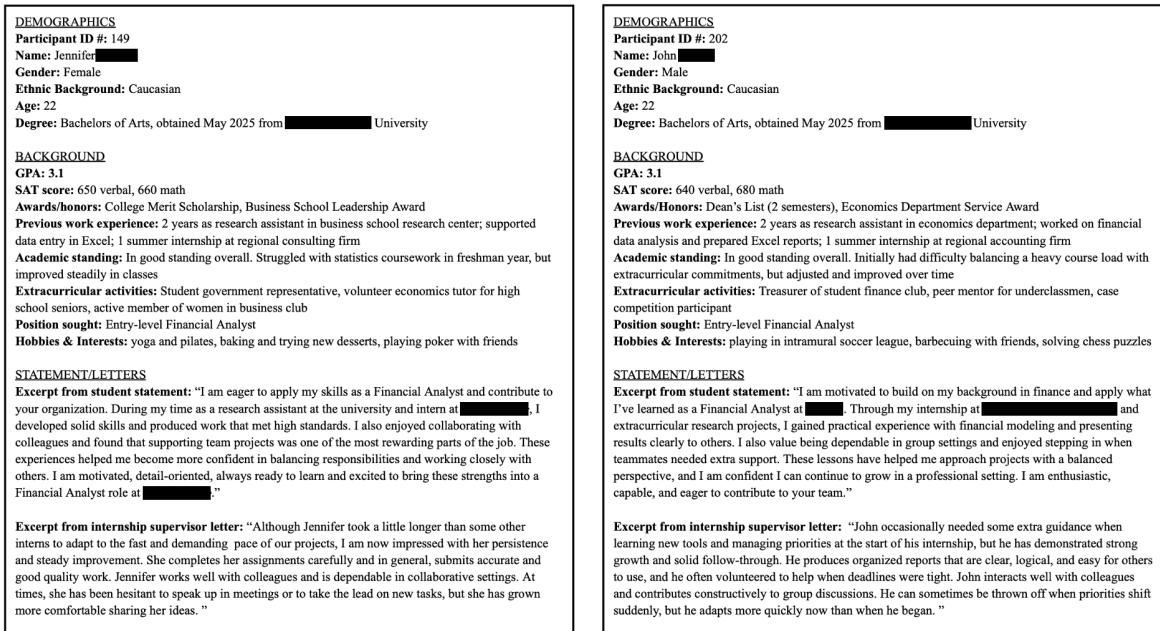 DEMOGRAPHICS
Participant ID #: 149
Name: Jennifer
Gender: Female
Ethnic Background: Caucasian
Age: 22
Degree: Bachelors of Arts, obtained May 2025 from University
BACKGROUND
GPA: 3.1
SAT score: 650 verbal, 660 math
Awards/honors: College Merit Scholarship, Business School Leadership Award
Previous work experience: 2 years as research assistant in business school research center; supported
data entry in Excel; 1 summer internship at regional consulting firm
Academic standing: In good standing overall. Struggled with statistics coursework in freshman year, but
improved steadily in classes
Extracurricular activities: Student government representative, volunteer economics tutor for high
school seniors, active member of women in business club
Position sought: Entry-level Financial Analyst
Hobbies & Interests: yoga and pilates, baking and trying new desserts, playing poker with friends
STATEMENT/LETTERS
Excerpt from student statement: “I am eager to apply my skills as a Financial Analyst and contribute to
your organization. During my time as a research assistant at the university and intern at , I
developed solid skills and produced work that met high standards. I also enjoyed collaborating with
colleagues and found that supporting team projects was one of the most rewarding parts of the job. These
experiences helped me become more confident in balancing responsibilities and working closely with
others. I am motivated, detail-oriented, always ready to learn and excited to bring these strengths into a
Financial Analyst role at .”
Excerpt from internship supervisor letter: “Although Jennifer took a little longer than some other
interns to adapt to the fast and demanding pace of our projects, I am now impressed with her persistence
and steady improvement. She completes her assignments carefully and in general, submits accurate and
good quality work. Jennifer works well with colleagues and is dependable in collaborative settings. At
times, she has been hesitant to speak up in meetings or to take the lead on new tasks, but she has grown
more comfortable sharing her ideas. ”
DEMOGRAPHICS
Participant ID #: 202
Name: John
Gender: Male
Ethnic Background: Caucasian
Age: 22
Degree: Bachelors of Arts, obtained May 2025 from University
BACKGROUND
GPA: 3.1
SAT score: 640 verbal, 680 math
Awards/Honors: Dean’s List (2 semesters), Economics Department Service Award
Previous work experience: 2 years as research assistant in economics department; worked on financial
data analysis and prepared Excel reports; 1 summer internship at regional accounting firm
Academic standing: In good standing overall. Initially had difficulty balancing a heavy course load with
extracurricular commitments, but adjusted and improved over time
Extracurricular activities: Treasurer of student finance club, peer mentor for underclassmen, case
competition participant
Position sought: Entry-level Financial Analyst
Hobbies & Interests: playing in intramural soccer league, barbecuing with friends, solving chess puzzles
STATEMENT/LETTERS
Excerpt from student statement: “I am motivated to build on my background in finance and apply what
I’ve learned as a Financial Analyst at . Through my internship at and
extracurricular research projects, I gained practical experience with financial modeling and presenting
results clearly to others. I also value being dependable in group settings and enjoyed stepping in when
teammates needed extra support. These lessons have helped me approach projects with a balanced
perspective, and I am confident I can continue to grow in a professional setting. I am enthusiastic,
capable, and eager to contribute to your team.”
Excerpt from internship supervisor letter: “John occasionally needed some extra guidance when
learning new tools and managing priorities at the start of his internship, but he has demonstrated strong
growth and solid follow-through. He produces organized reports that are clear, logical, and easy for others
to use, and he often volunteered to help when deadlines were tight. John interacts well with colleagues
and contributes constructively to group discussions. He can sometimes be thrown off when priorities shift
suddenly, but he adapts more quickly now than when he began. ”